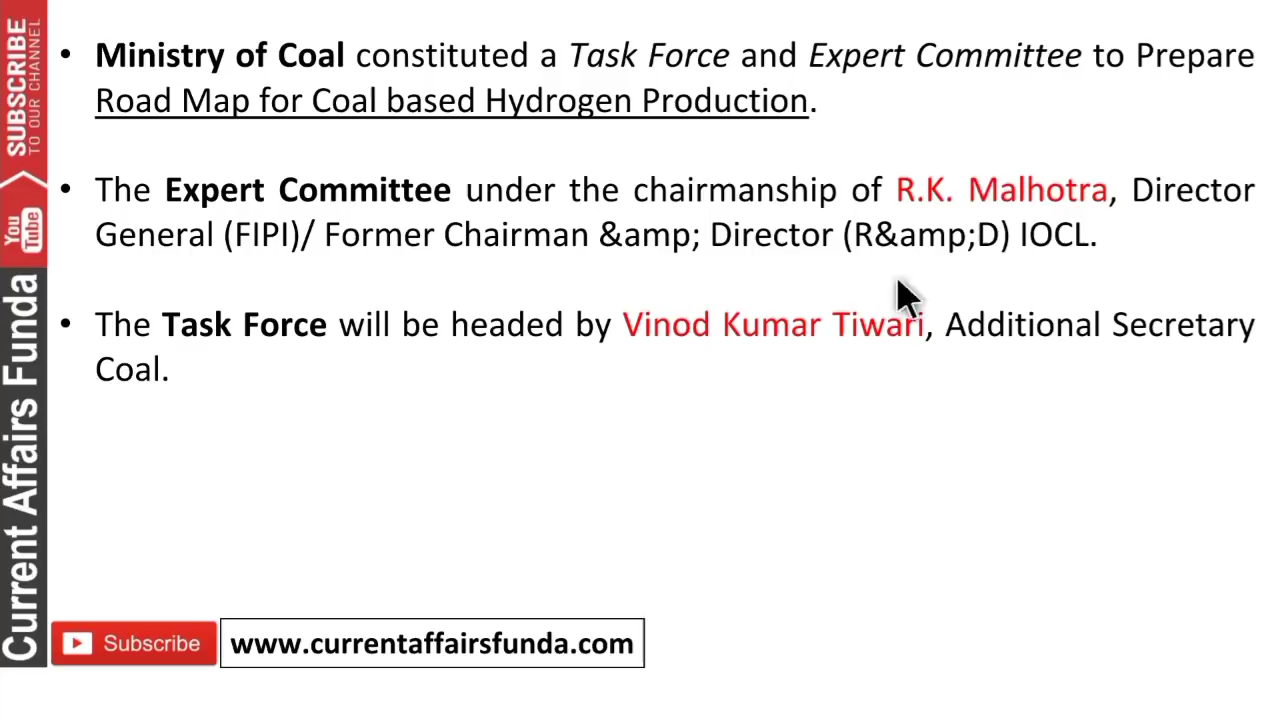 • Ministry of Coal constituted a Task Force and Expert Committee to Prepare
Road Map for Coal based Hydrogen Production.
• The Expert Committee under the chairmanship of R.K. Malhotra, Director
General (FIPI)/ Former Chairman &amp; Director (R&amp;D) IOCL.
• The Task Force will be headed by Vinod Kumar Tiwari, Additional Secretary
Coal.
SUBSCRIBE
TO OUR CHANNEL
You
Tube
Current Affairs Funda
Subscribe
www.currentaffairsfunda.com